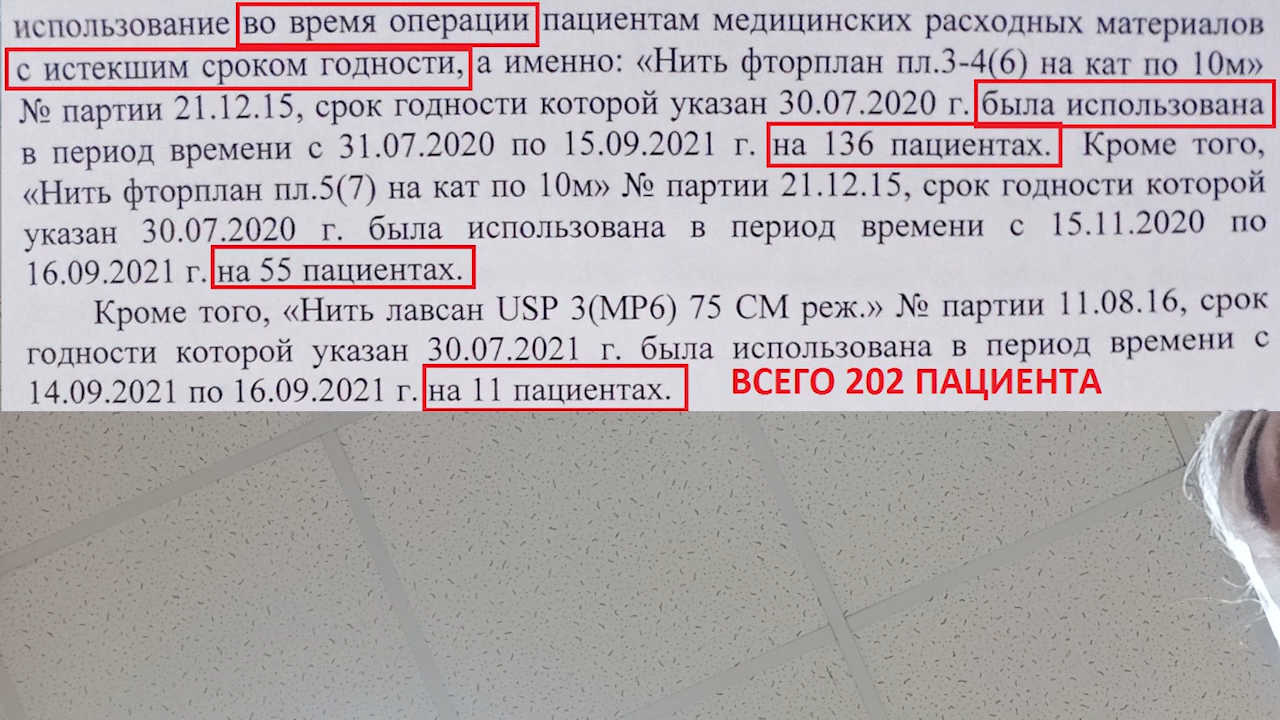 использование во время операции пациентам медицинских расходных материалов
с истекшим сроком годности, а именно: «Нить фторплан пл.3-4(6) на кат по 10м»
№ партии 21.12.15, срок годности которой указан 30.07.2020 г. была использована
в период времени с 31.07.2020 по 15.09.2021 г. на 136 пациентах. Кроме того,
«Нить фторплан пл.5(7) на кат по 10м» № партии 21.12.15, срок годности которой
указан 30.07.2020 г. была использована в период времени с 15.11.2020 по
16.09.2021 г. на 55 пациентах.
Кроме того, «Нить лавсан USP 3(МР6) 75 СМ реж.» № партии 11.08.16, срок
годности которой указан 30.07.2021 г. была использована в период времени с
14.09.2021 по 16.09.2021 г. на 11 пациентах. ВСЕГО 202 ПАЦИЕНТА